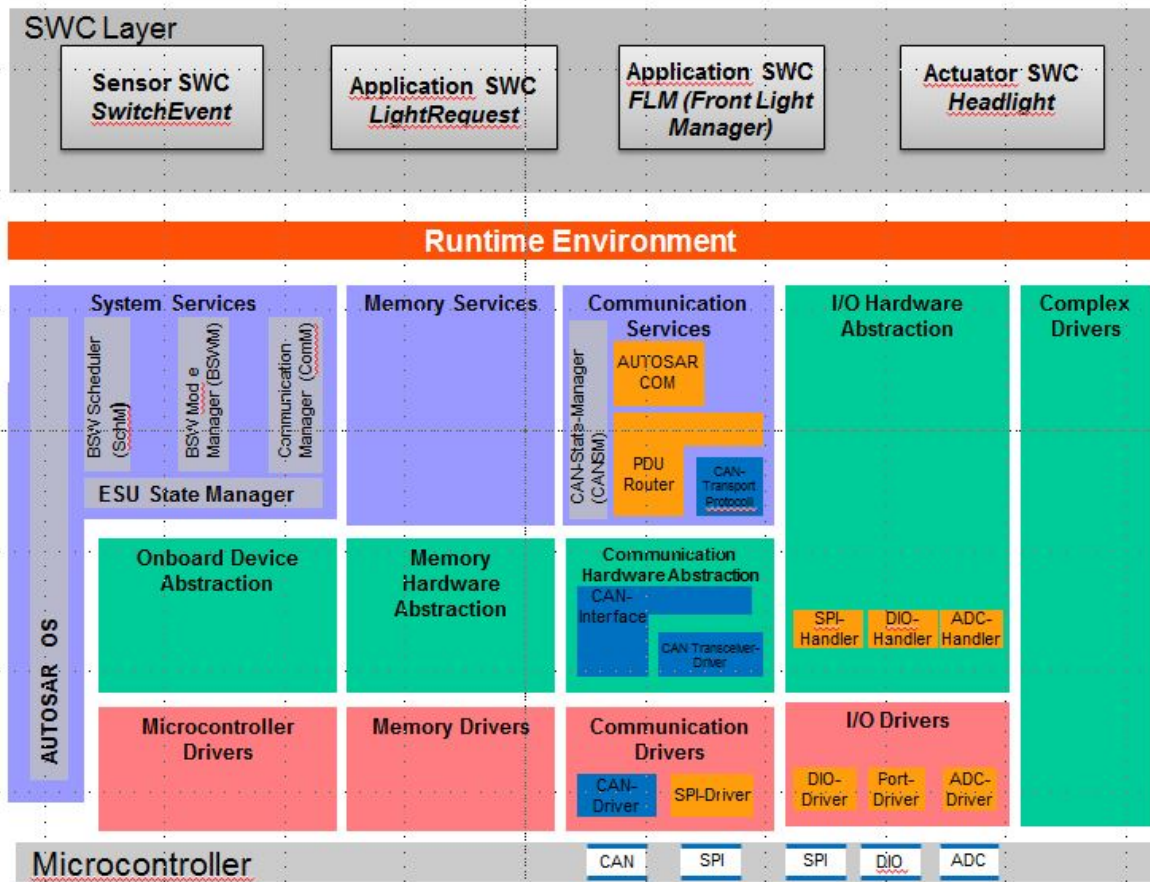 SWC Layer
Sensor SWC
SwitchEvent
Application SWC
LightRequest
Application SWC
FLM (Front Light
Manager)
Actuator SWC
Headlight
Runtime Environment
System Services
AUTOSAR OS
BSW Scheduler
(SchM)
BSW Mod e
Manager (BSWM)
Communication
Manager (ComM)
ESU State Manager
Memory Services
Communication
Services
CAN-State-Manager
(CANSM)
AUTOSAR
COM
PDU
Router
CAN-
Transport
Protocoll
I/O Hardware
Abstraction
SPI-
Handler
DIO-
Handler
ADC-
Handler
Complex
Drivers
Onboard Device
Abstraction
Memory
Hardware
Abstraction
Communication
Hardware Abstraction
CAN-
Interface
CAN Transceiver-
Driver
Microcontroller
Drivers
Memory Drivers
Communication
Drivers
CAN-
Driver
SPI-Driver
I/O Drivers
DIO-
Driver
Port-
Driver
ADC-
Driver
Microcontroller
CAN
SPI
SPI
DIO
ADC